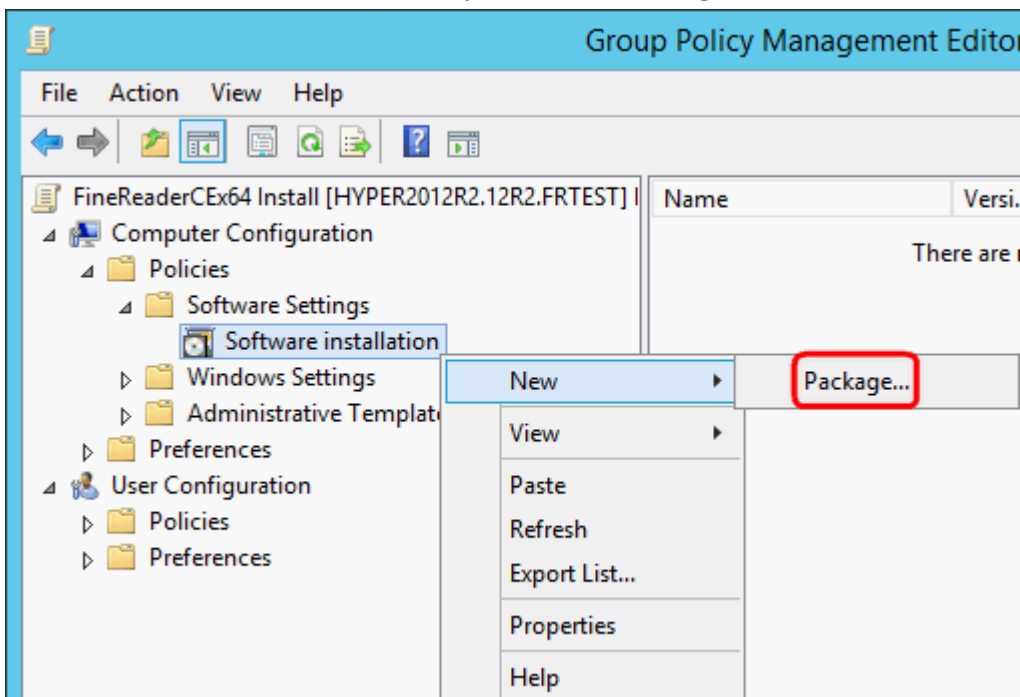 Group Policy Management Editor
File Action View Help
FineReaderCEx64 Install [HYPER2012R2.12R2.FRTEST]
Name Versi..
Computer Configuration
There are
Policies
Software Settings
Software installation
Windows Settings
New Package...
Administrative Templat
View
Preferences
User Configuration
Paste
Policies
Refresh
Preferences
Export List...
Properties
Help